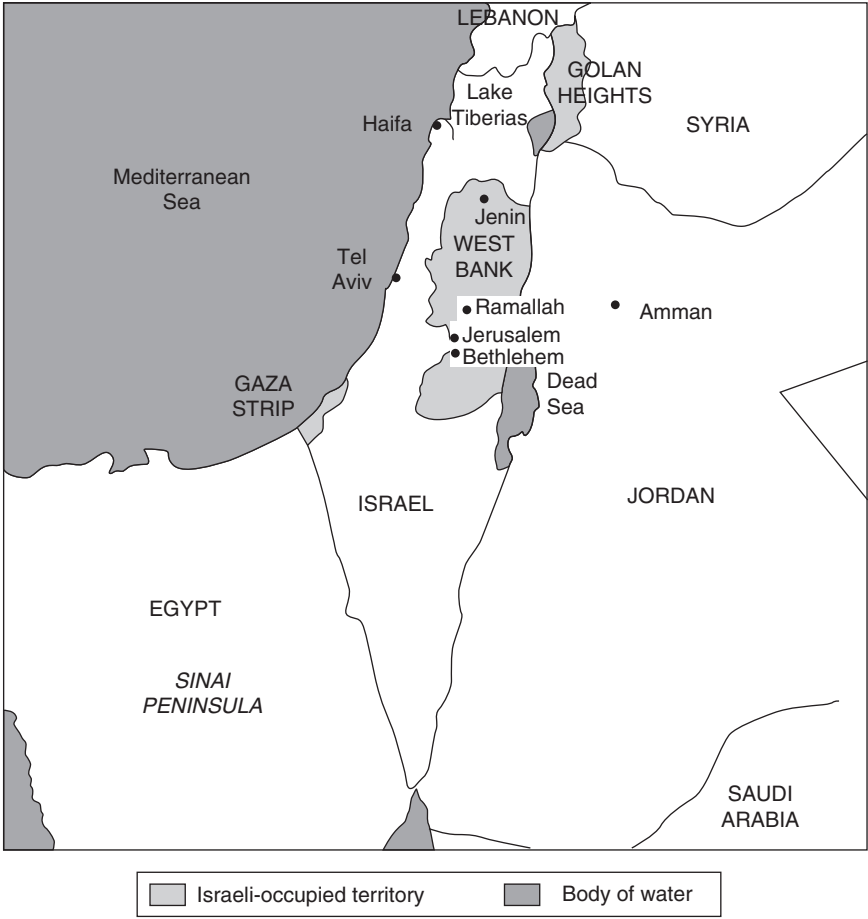 LEBANON
GOLAN
HEIGHTS
Lake
Tiberias
Haifa
SYRIA
Mediterranean
Sea
Jenin
WEST
BANK
Tel
Aviv
Ramallah
Amman
Jerusalem
Bethlehem
GAZA
STRIP
Dead
Sea
ISRAEL
JORDAN
EGYPT
SINAI
PENINSULA
SAUDI
ARABIA
Israeli-occupied territory
Body of water